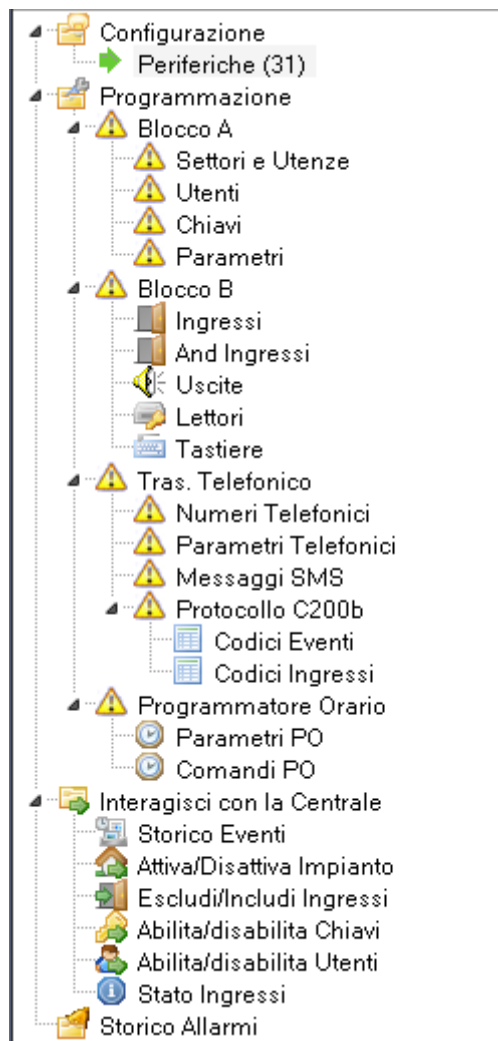 Configurazione
Periferiche (31)
Programmazione
Blocco A
Settori e Utenze
Utenti
Chiavi
Parametri
Blocco B
Ingressi
And Ingressi
Uscite
Lettori
Tastiere
Tras. Telefonico
Numeri Telefonici
Parametri Telefonici
Messaggi SMS
Protocollo C200b
Codici Eventi
Codici Ingressi
Programmatore Orario
Parametri PO
Comandi PO
Interagisci con la Centrale
Storico Eventi
Attiva/Disattiva Impianto
Escludi/Includi Ingressi
Abilita/disabilita Chiavi
Abilita/disabilita Utenti
Stato Ingressi
Storico Allarmi